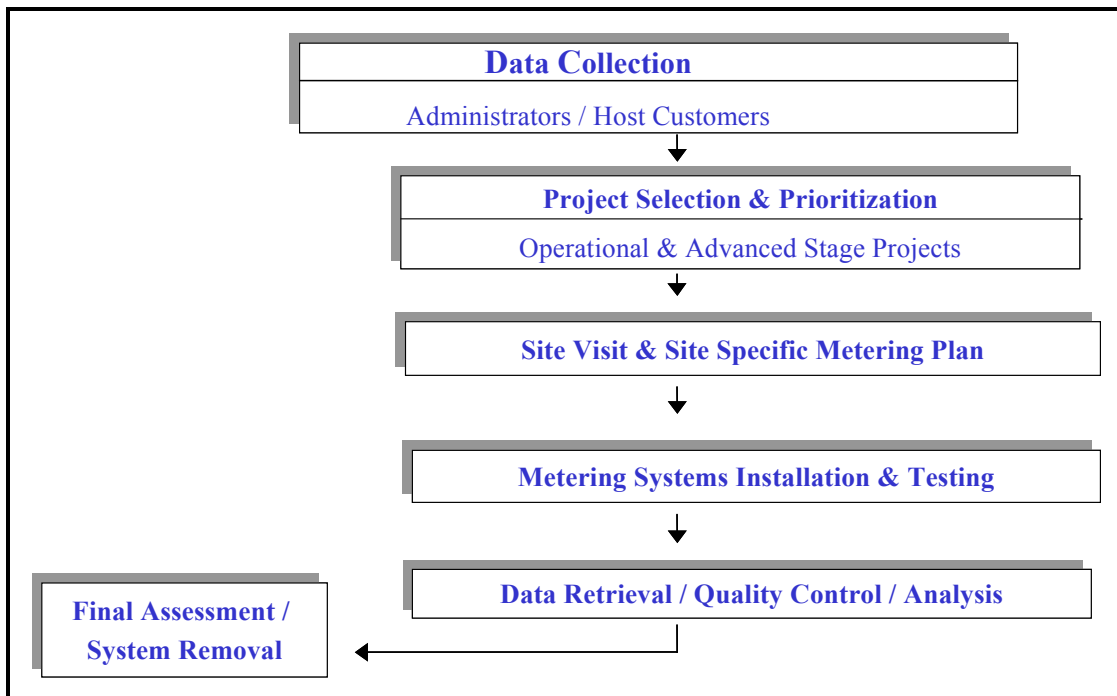 Data Collection
Administrators / Host Customers
Project Selection & Prioritization
Operational & Advanced Stage Projects
Site Visit & Site Specific Metering Plan
Metering Systems Installation & Testing
Data Retrieval / Quality Control / Analysis
Final Assessment /
System Removal